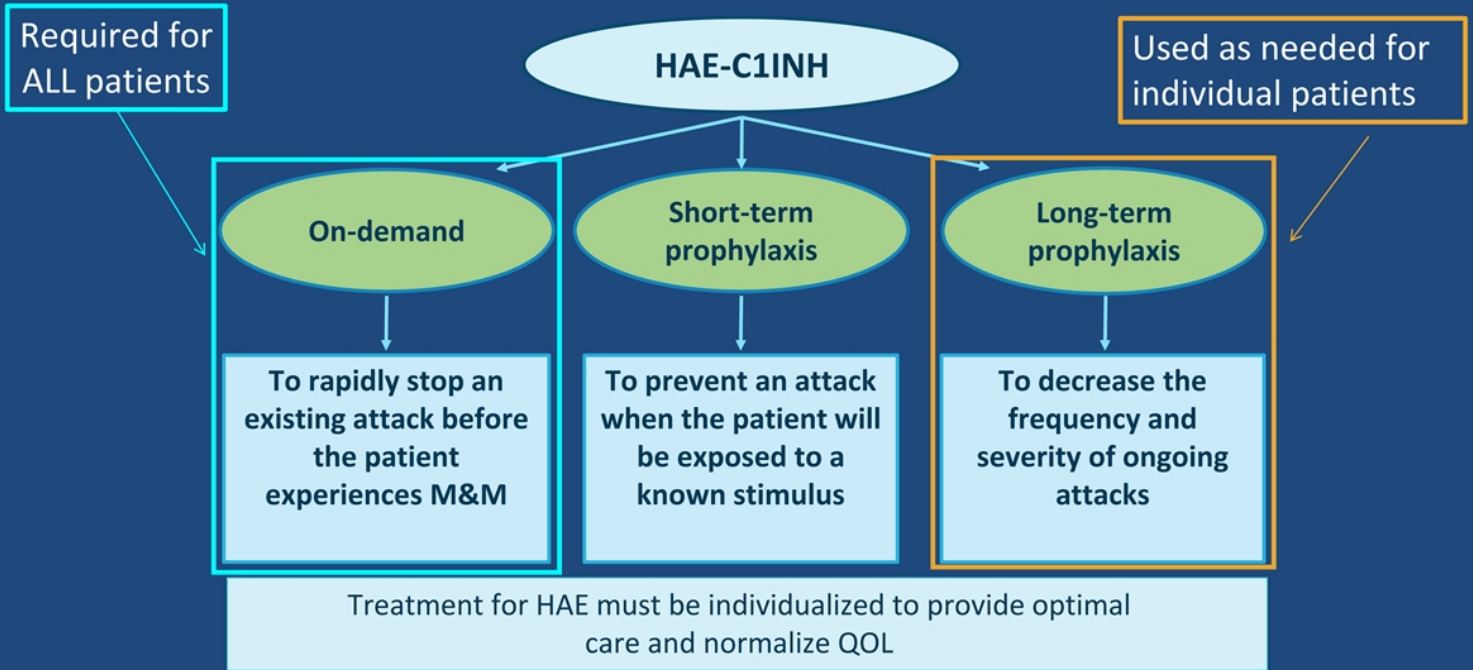 Required for
ALL patients
HAE-C1INH
Used as needed for
individual patients
On-demand
Short-term
prophylaxis
Long-term
prophylaxis
To rapidly stop an
existing attack before
the patient
experiences M&M
To prevent an attack
when the patient will
be exposed to a
known stimulus
To decrease the
frequency and
severity of ongoing
attacks
Treatment for HAE must be individualized to provide optimal
care and normalize QOL